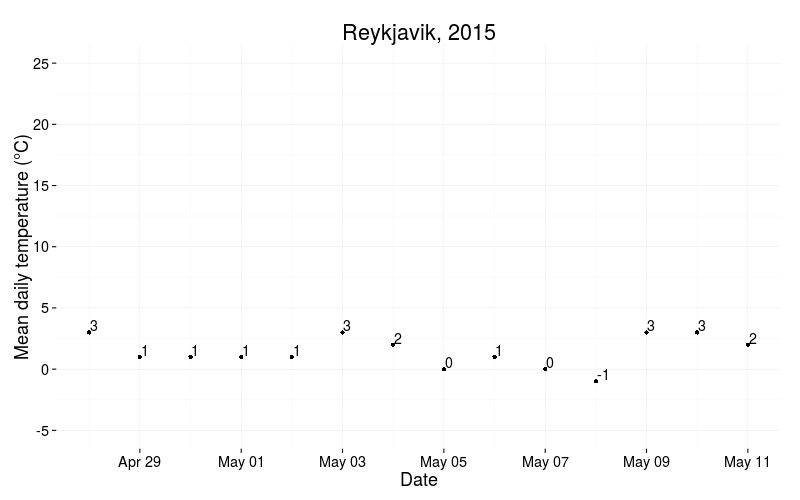 Reykjavik, 2015
Mean daily temperature (°C)
25
20
15
10
5
0
-5
3
1
1
1
1
3
2
0
1
0
-1
3
3
2
Apr 29
May 01
May 03
May 05
May 07
May 09
May 11
Date